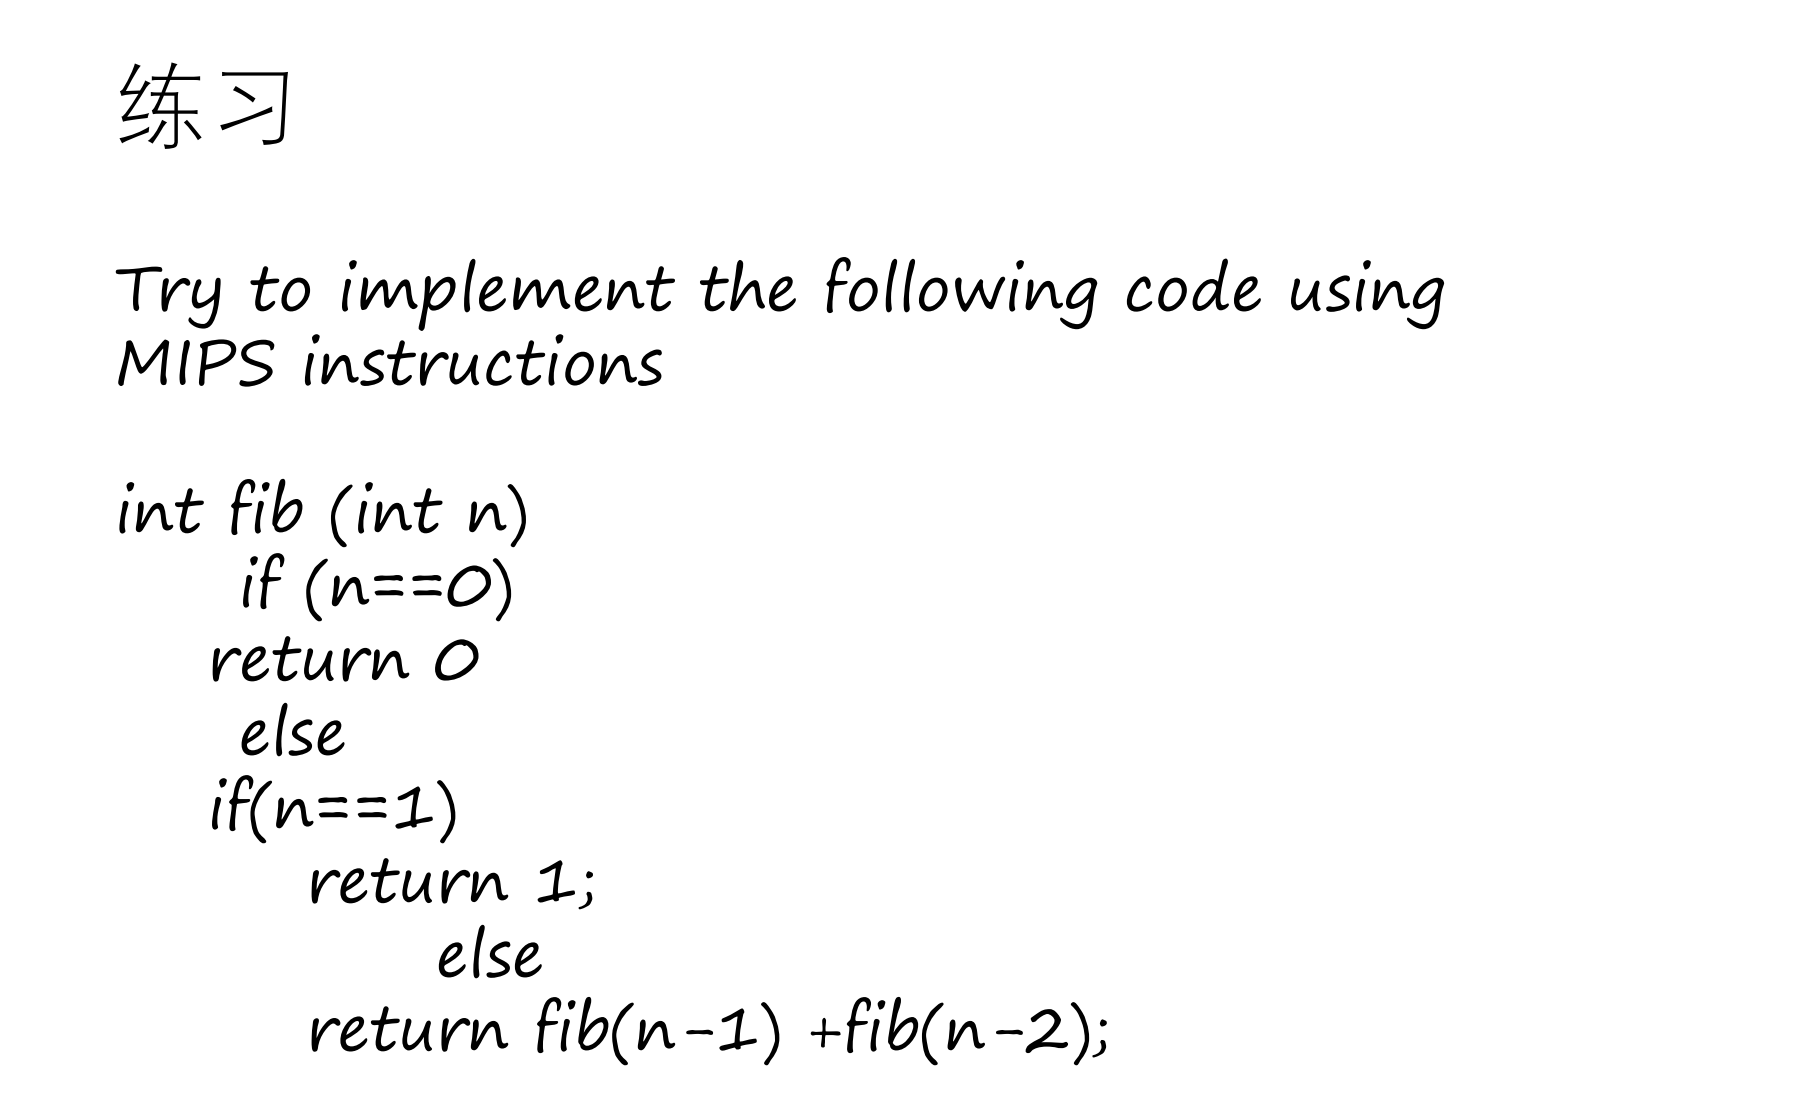 练习
Try to implement the following code using
MIPS instructions
int fib (int n)
if (n==0)
return 0
else
if(n==1)
return 1;
else
return fib(n-1) +fib(n-2);